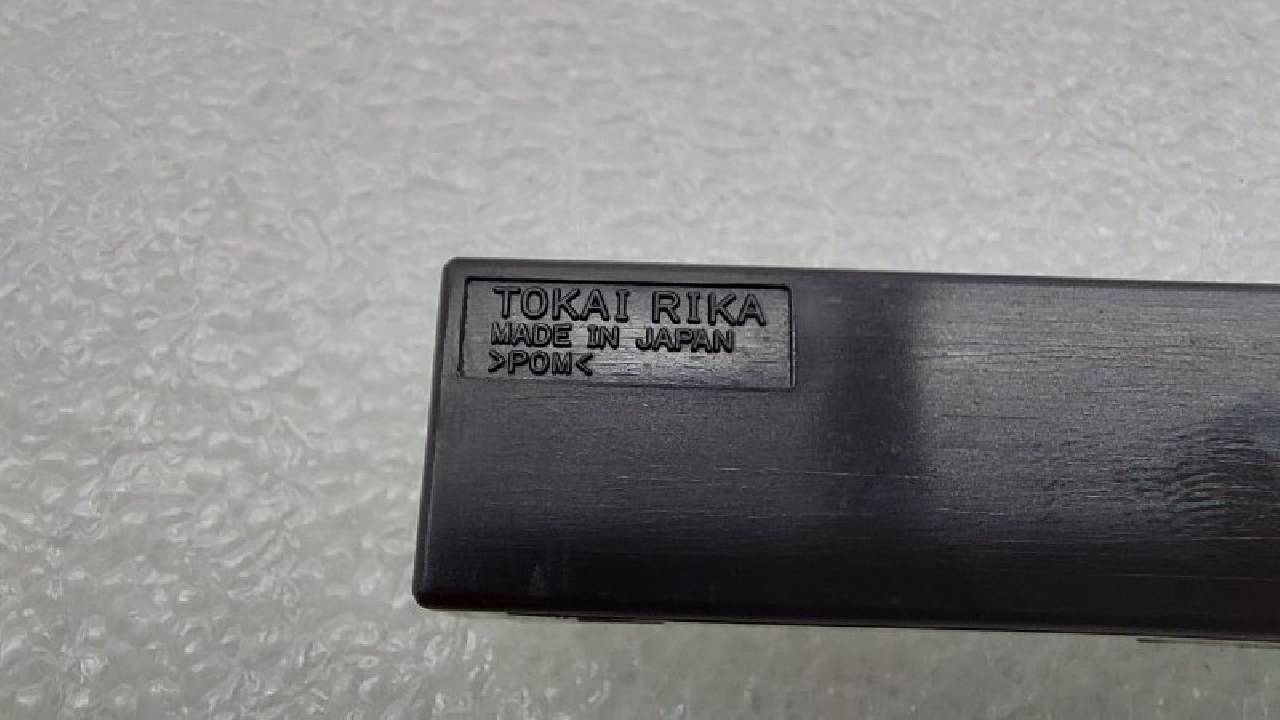 TOKAI RIKA
MADE IN JAPAN
>POM<